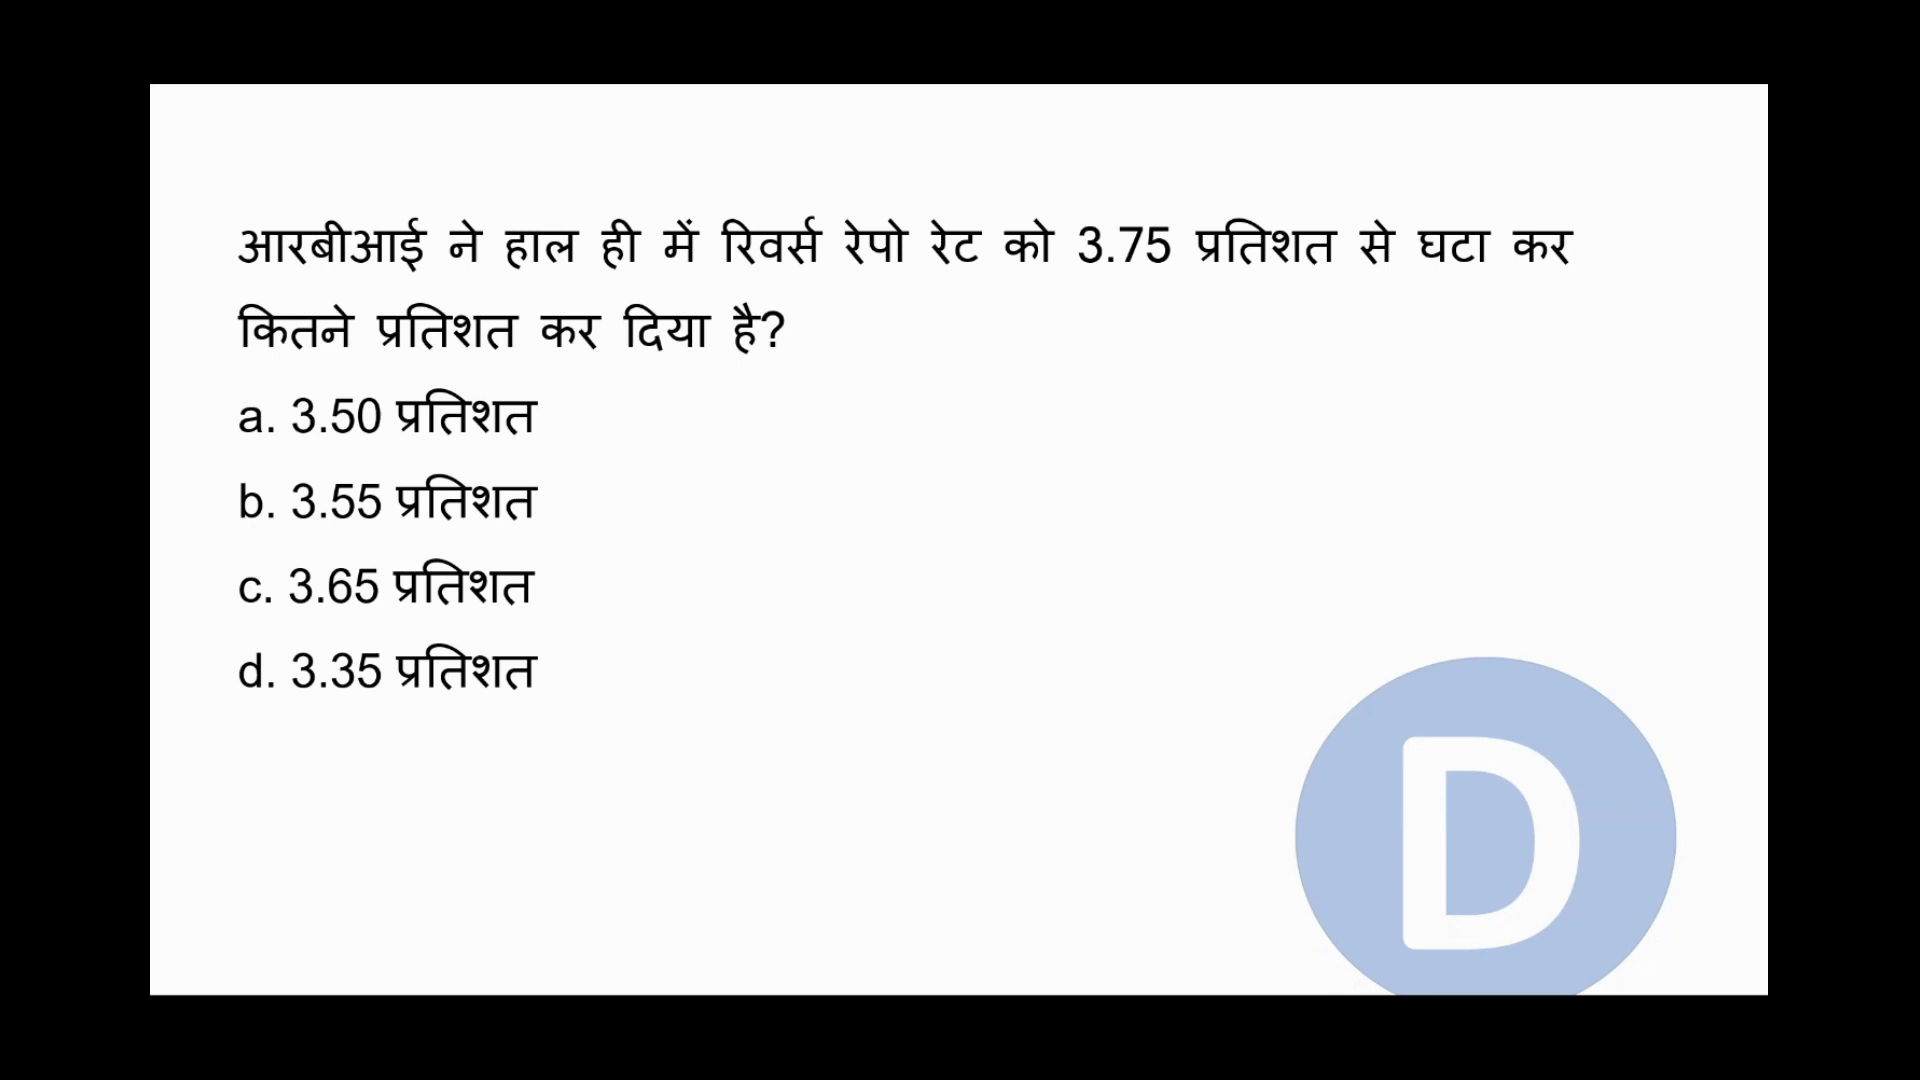 आरबीआई ने हाल ही में रिवर्स रेपो रेट को 3.75 प्रतिशत से घटा कर
कितने प्रतिशत कर दिया है?
a. 3.50 प्रतिशत
b. 3.55 प्रतिशत
c. 3.65 प्रतिशत
d. 3.35 प्रतिशत
D